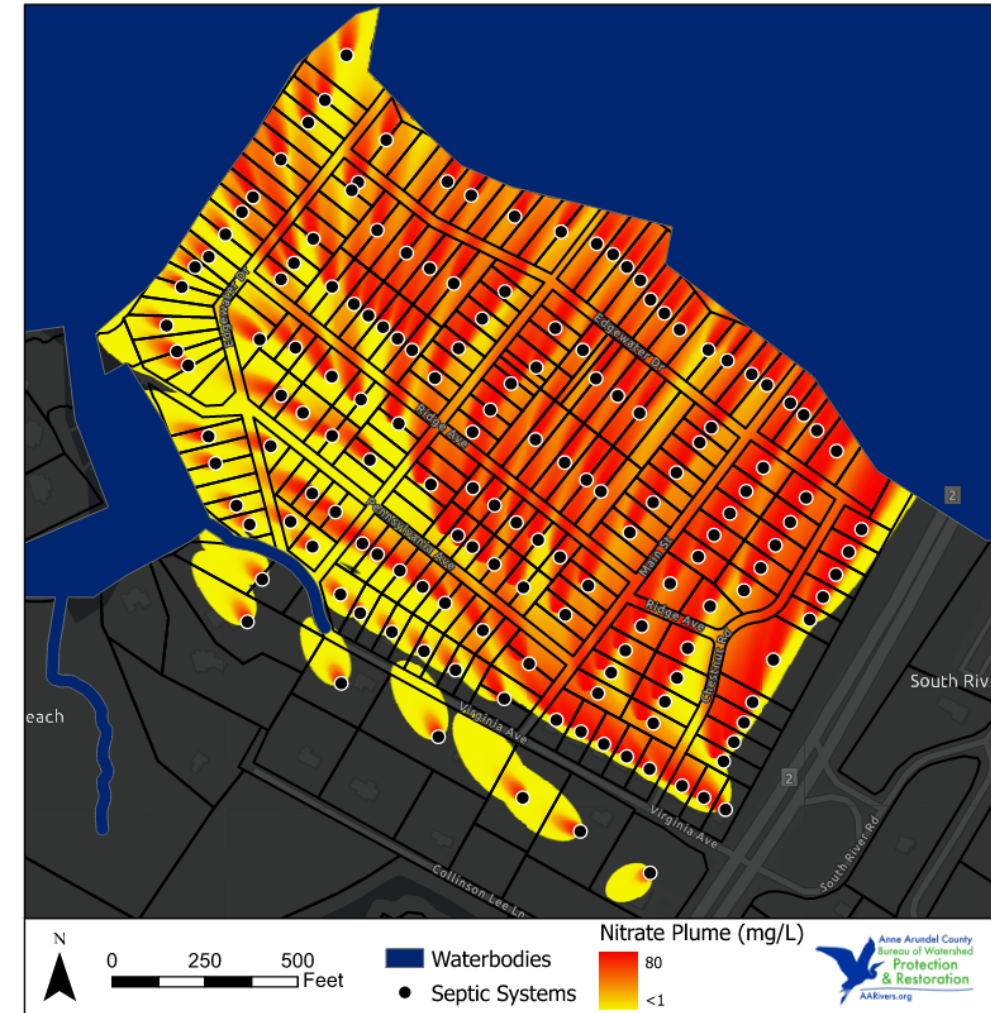 2
Edgewater Dr
Edgewater Dr
Ridge Ave
Pennsylvania Ave
Main St
Ridge Ave
Chestnut Rd
South Riv
each
Virginia Ave
2
Virginia Ave
South River Rd
Collinson Lee Ln
N
0 250 500
Feet
Waterbodies
Septic Systems
Nitrate Plume (mg/L)
80
<1
Anne Arundel County
Bureau of Watershed
Protection
& Restoration
AARivers.org